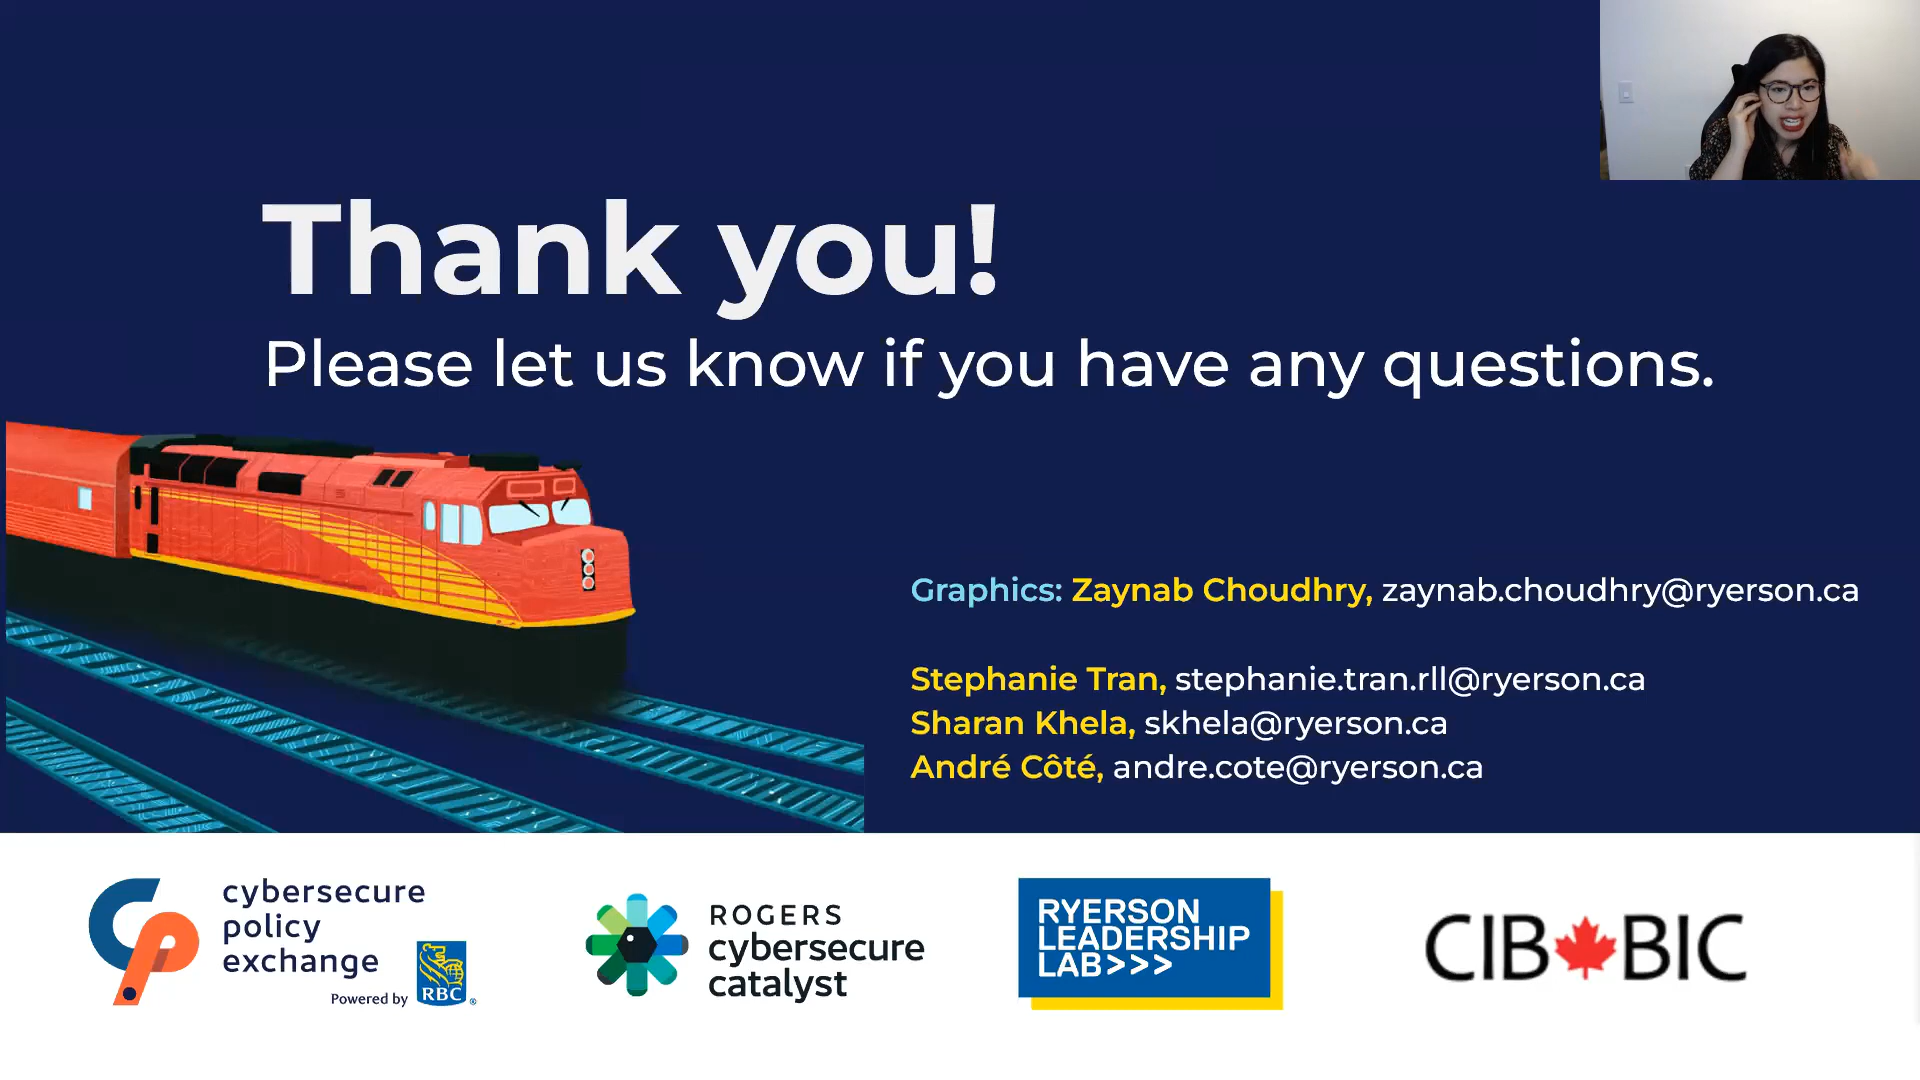 Thank you!
Please let us know if you have any questions.
Graphics: Zaynab Choudhry, zaynab.choudhry@ryerson.ca
Stephanie Tran, stephanie.tran.rll@ryerson.ca
Sharan Khela, skhela@ryerson.ca
André Côté, andre.cote@ryerson.ca
cybersecure
policy
exchange
Powered by
RBC ®
ROGERS
cybersecure
catalyst
RYERSON
LEADERSHIP
LAB>>>
CIB BIC